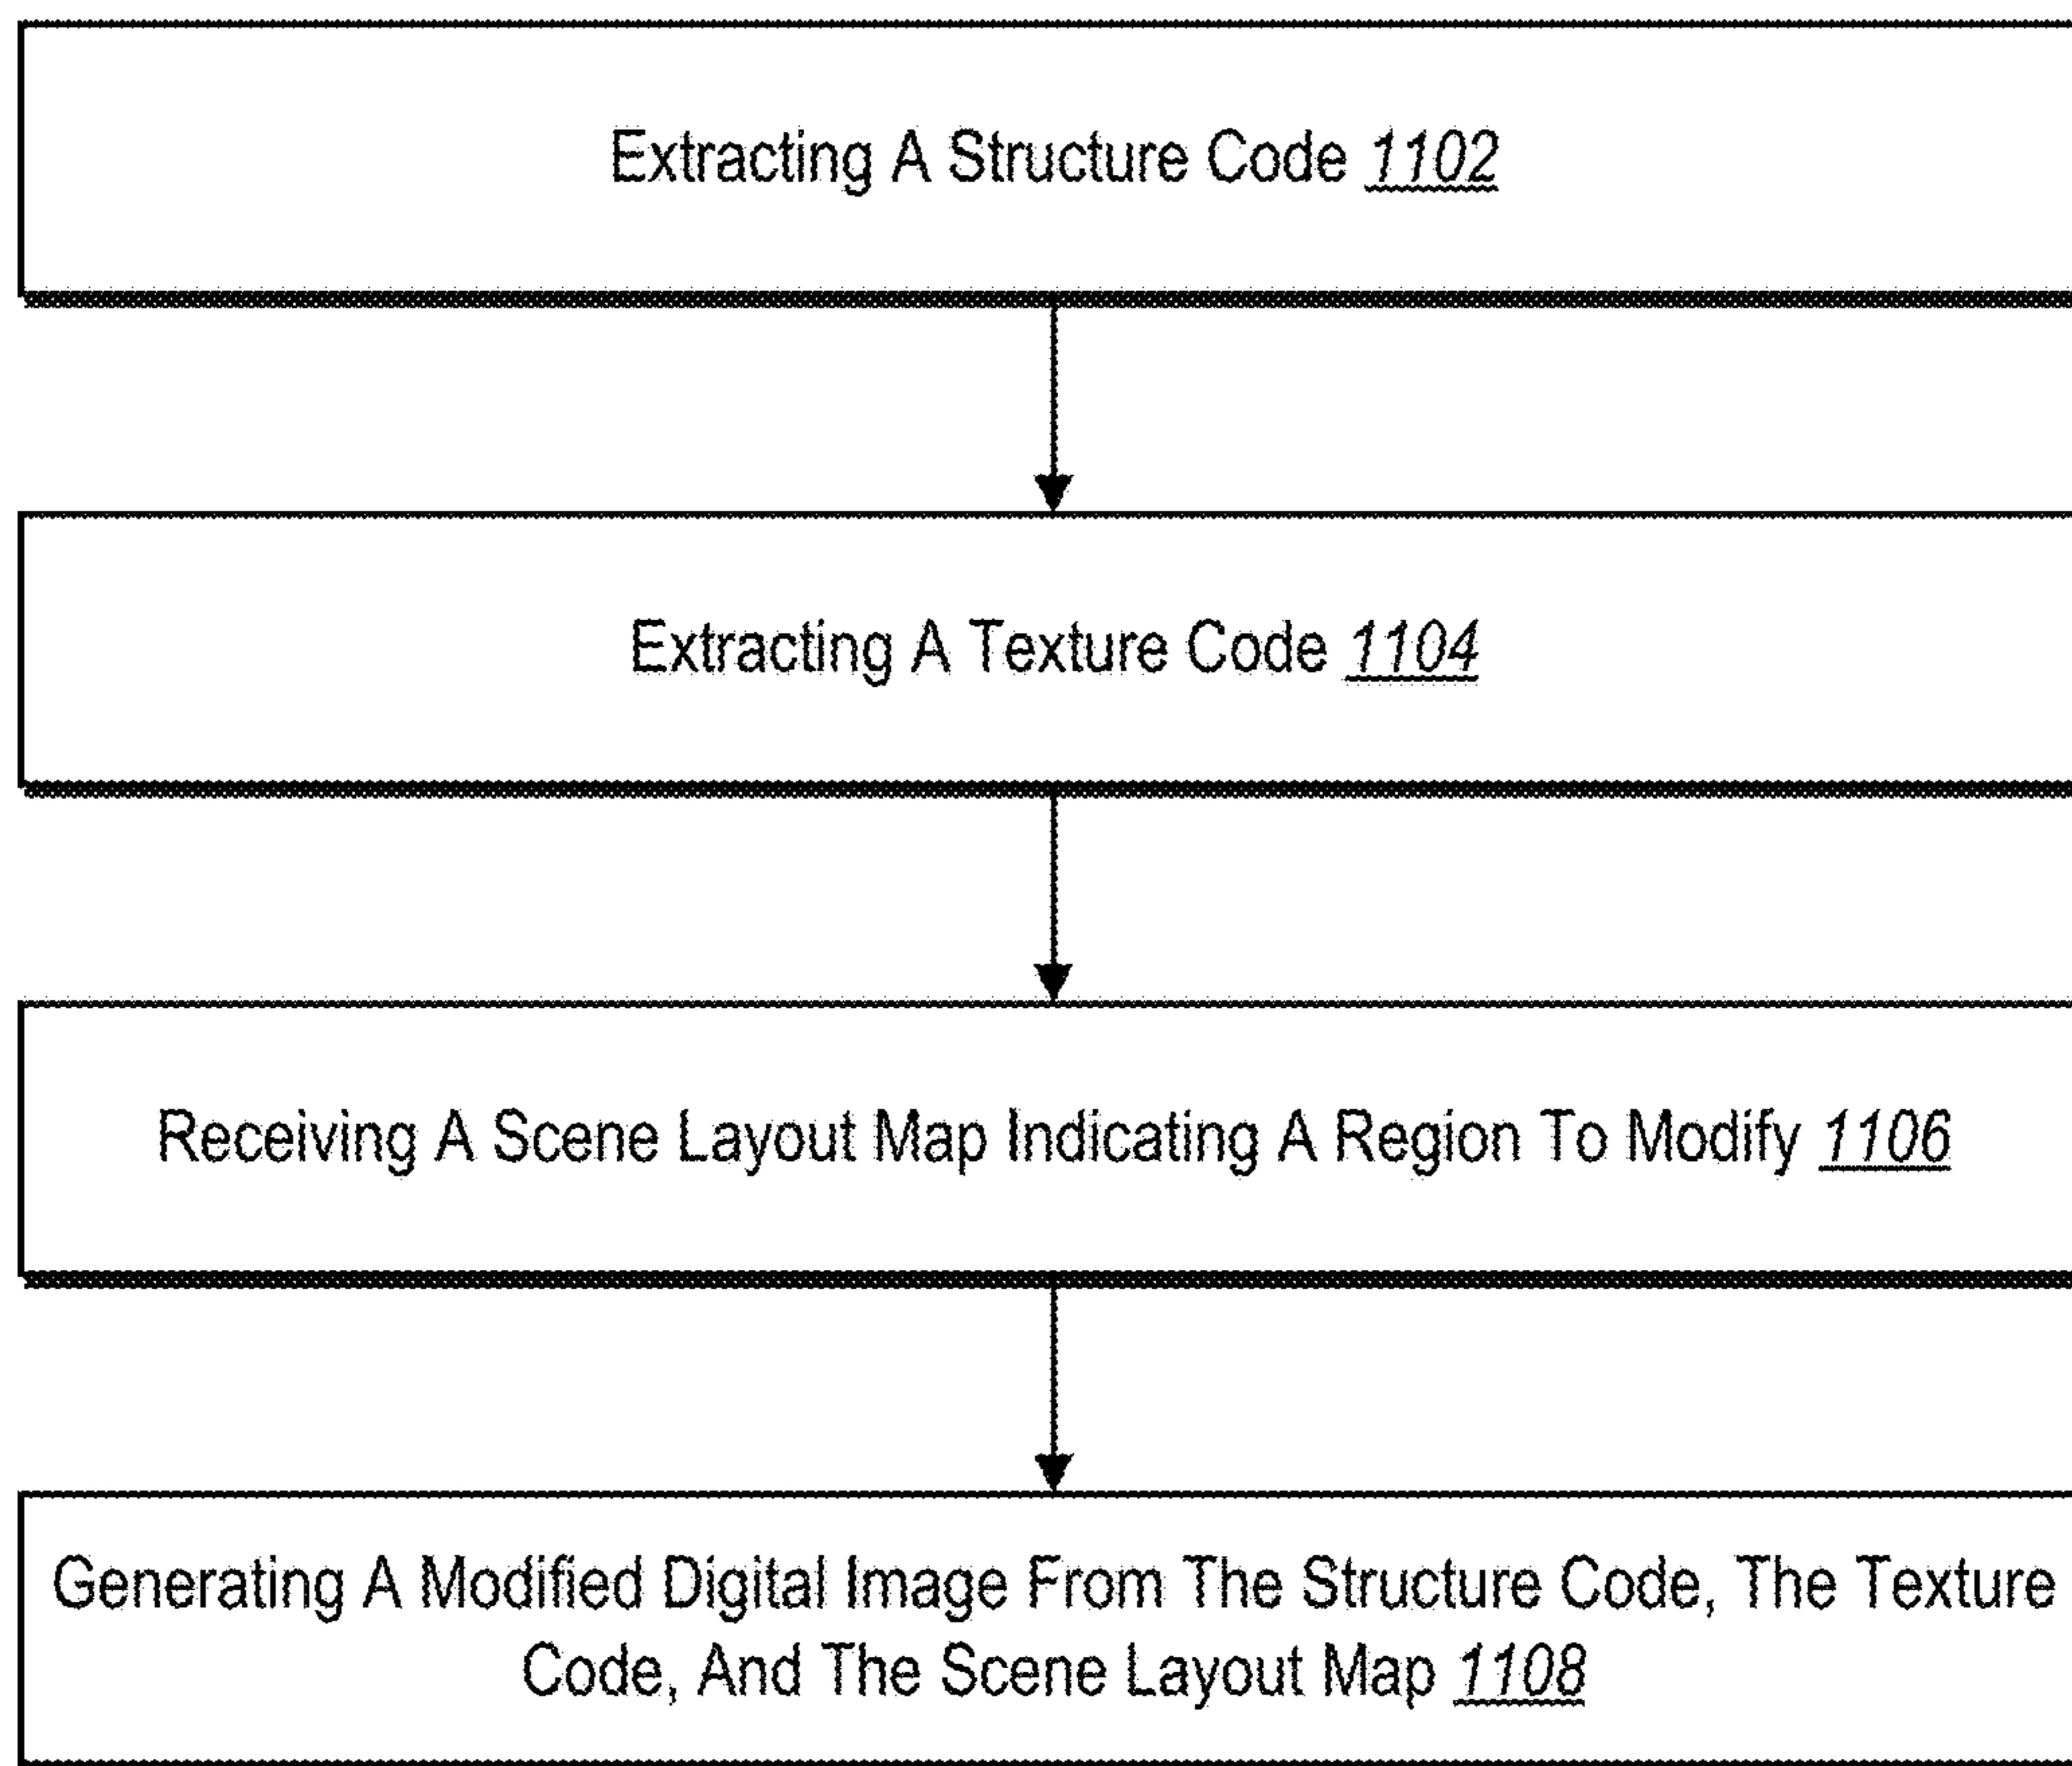 Extracting A Structure Code 1102
Extracting A Texture Code 1104
Receiving A Scene Layout Map Indicating A Region To Modify 1106
Generating A Modified Digital Image From The Structure Code, The Texture
Code, And The Scene Layout Map 1108